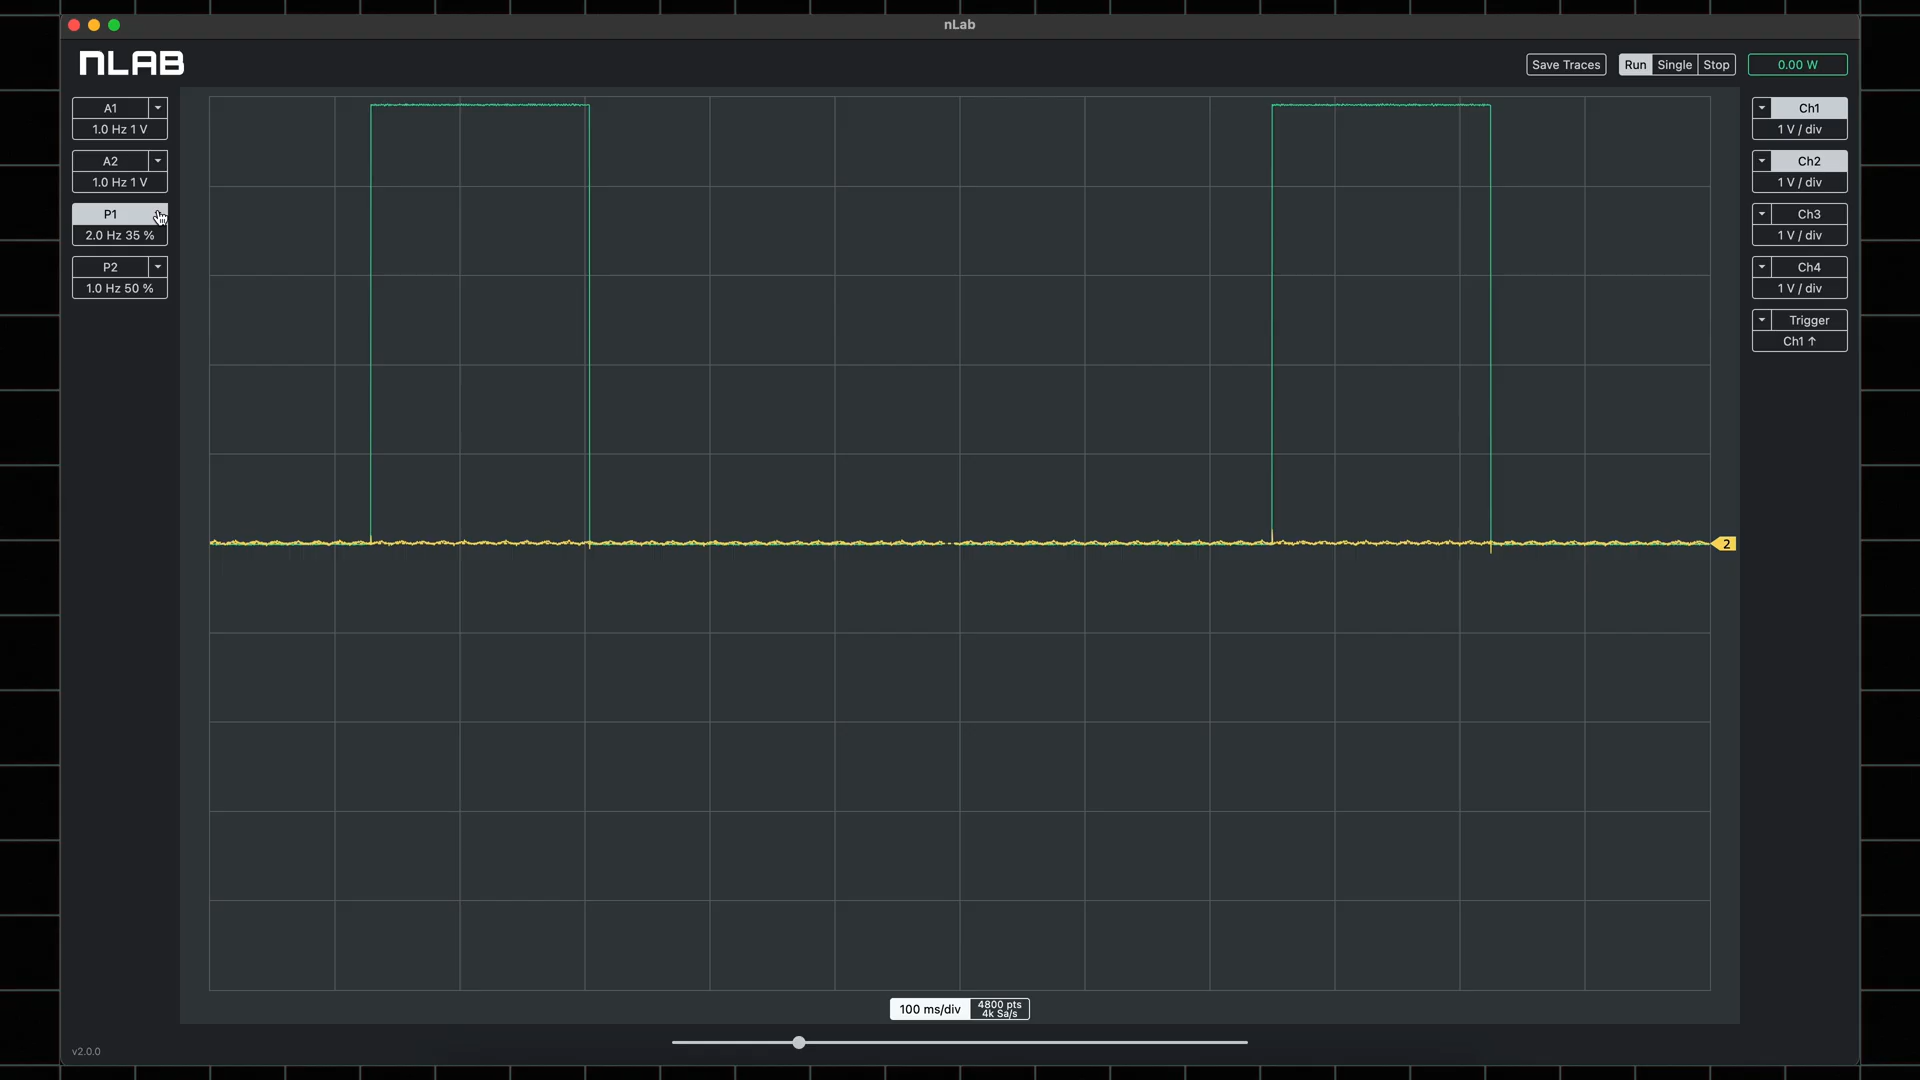 nLab
nLAB
Save Traces
Run Single Stop
0.00 W
A1
1.0 Hz 1 V
A2
1.0 Hz 1 V
P1
2.0 Hz 35 %
P2
1.0 Hz 50 %
Ch1
1 V / div
Ch2
1 V / div
Ch3
1 V / div
Ch4
1 V / div
Trigger
Ch1 ↑
2
100 ms/div
4800 pts
4k Sa/s
v2.0.0